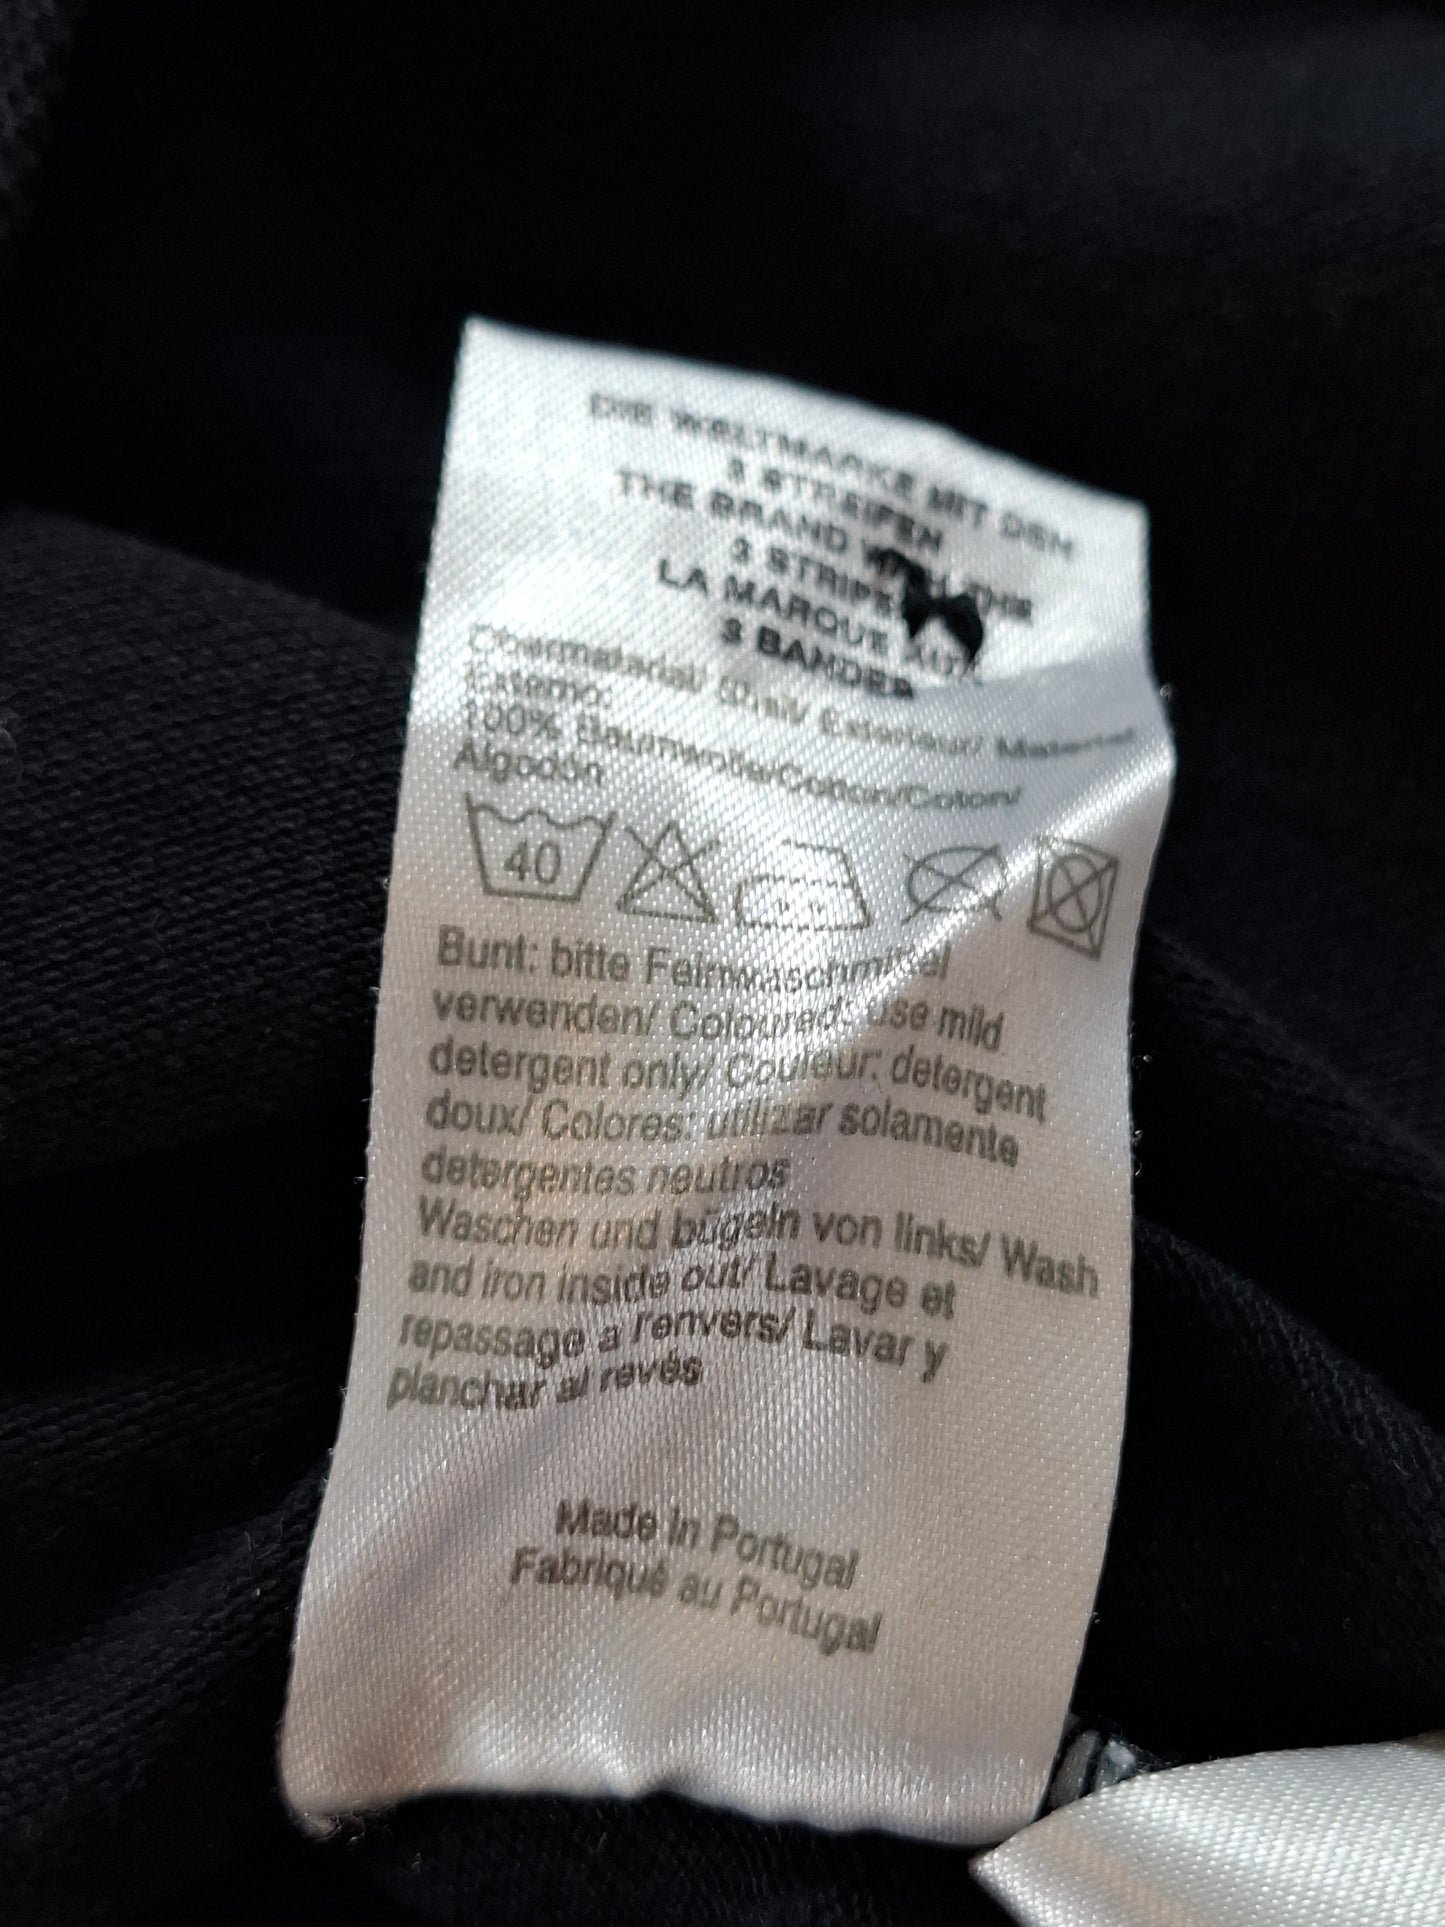 DIE WELTMARKE MIT DEN
3 STREIFEN
THE BRAND WITH THE
3 STRIPES
LA MARQUE AUX
3 BANDES
Obermaterial/ Shell/ Exterieur/ Material
Externo:
100% Baumwolle/Cotton/Coton/
Algodón
40
Bunt: bitte Feinwaschmittel
verwenden/ Coloured: use mild
detergent only/ Couleur: detergent
doux/ Colores: utilizar solamente
detergentes neutros
Waschen und bügeln von links/ Wash
and iron inside out/ Lavage et
repassage a l'envers/ Lavar y
planchar al revés
Made in Portugal
Fabriqué au Portugal